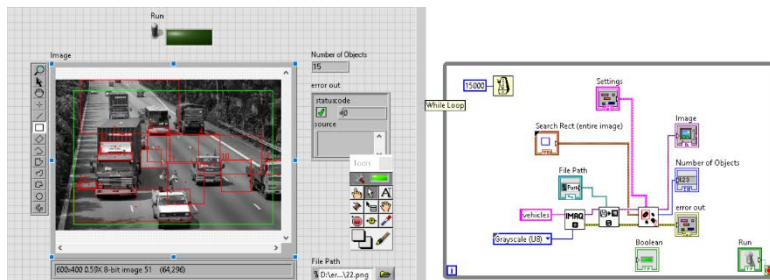 Run
Image
Number of Objects
15
error out
status code
0
source
Tools
A
File Path
D:\er...\22.png
600x400 0.59X 8-bit image 51 (64,296)
15000
While Loop
Settings
Search Rect (entire image)
Image
File Path
Path
Number of Objects
error out
vehicles
IMAQ
Grayscale (U8)
Boolean
Run
i